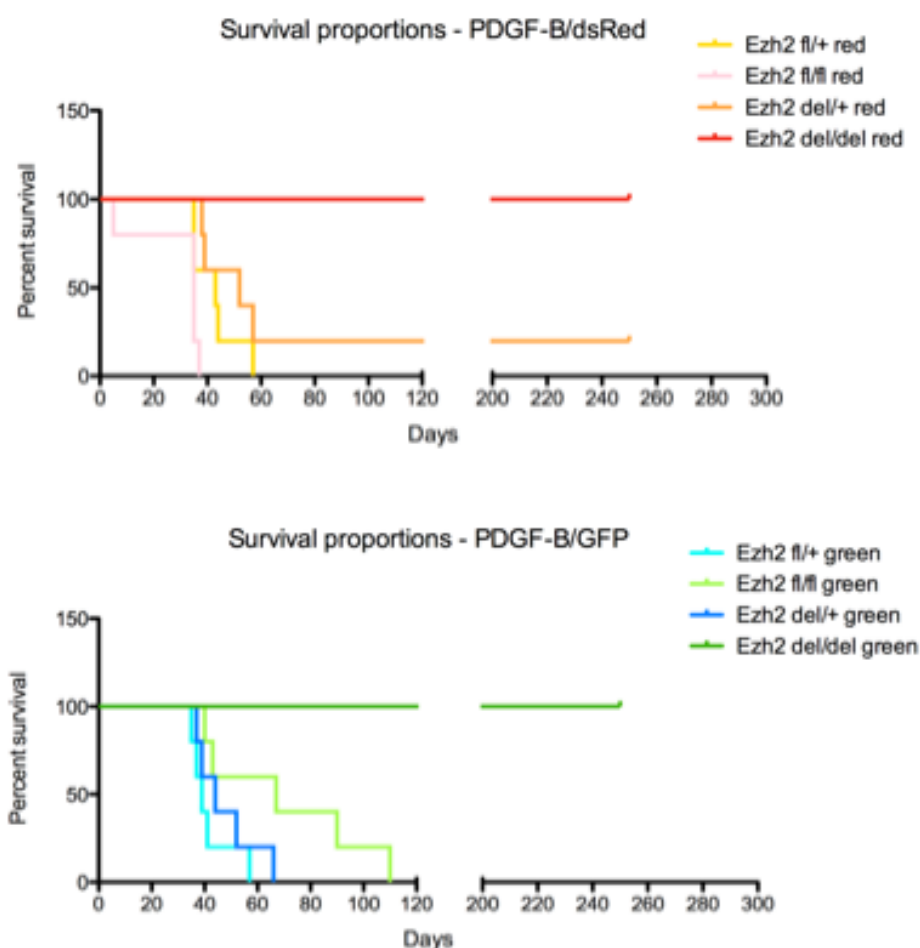 Survival proportions - PDGF-B/dsRed
Ezh2 fl/+ red
Ezh2 fl/fl red
Ezh2 del/+ red
Ezh2 del/del red
Percent survival
150
100
50
0
0 20 40 60 80 100 120 200 220 240 260 280 300
Days
Survival proportions - PDGF-B/GFP
Ezh2 fl/+ green
Ezh2 fl/fl green
Ezh2 del/+ green
Ezh2 del/del green
Percent survival
150
100
50
0
0 20 40 60 80 100 120 200 220 240 260 280 300
Days